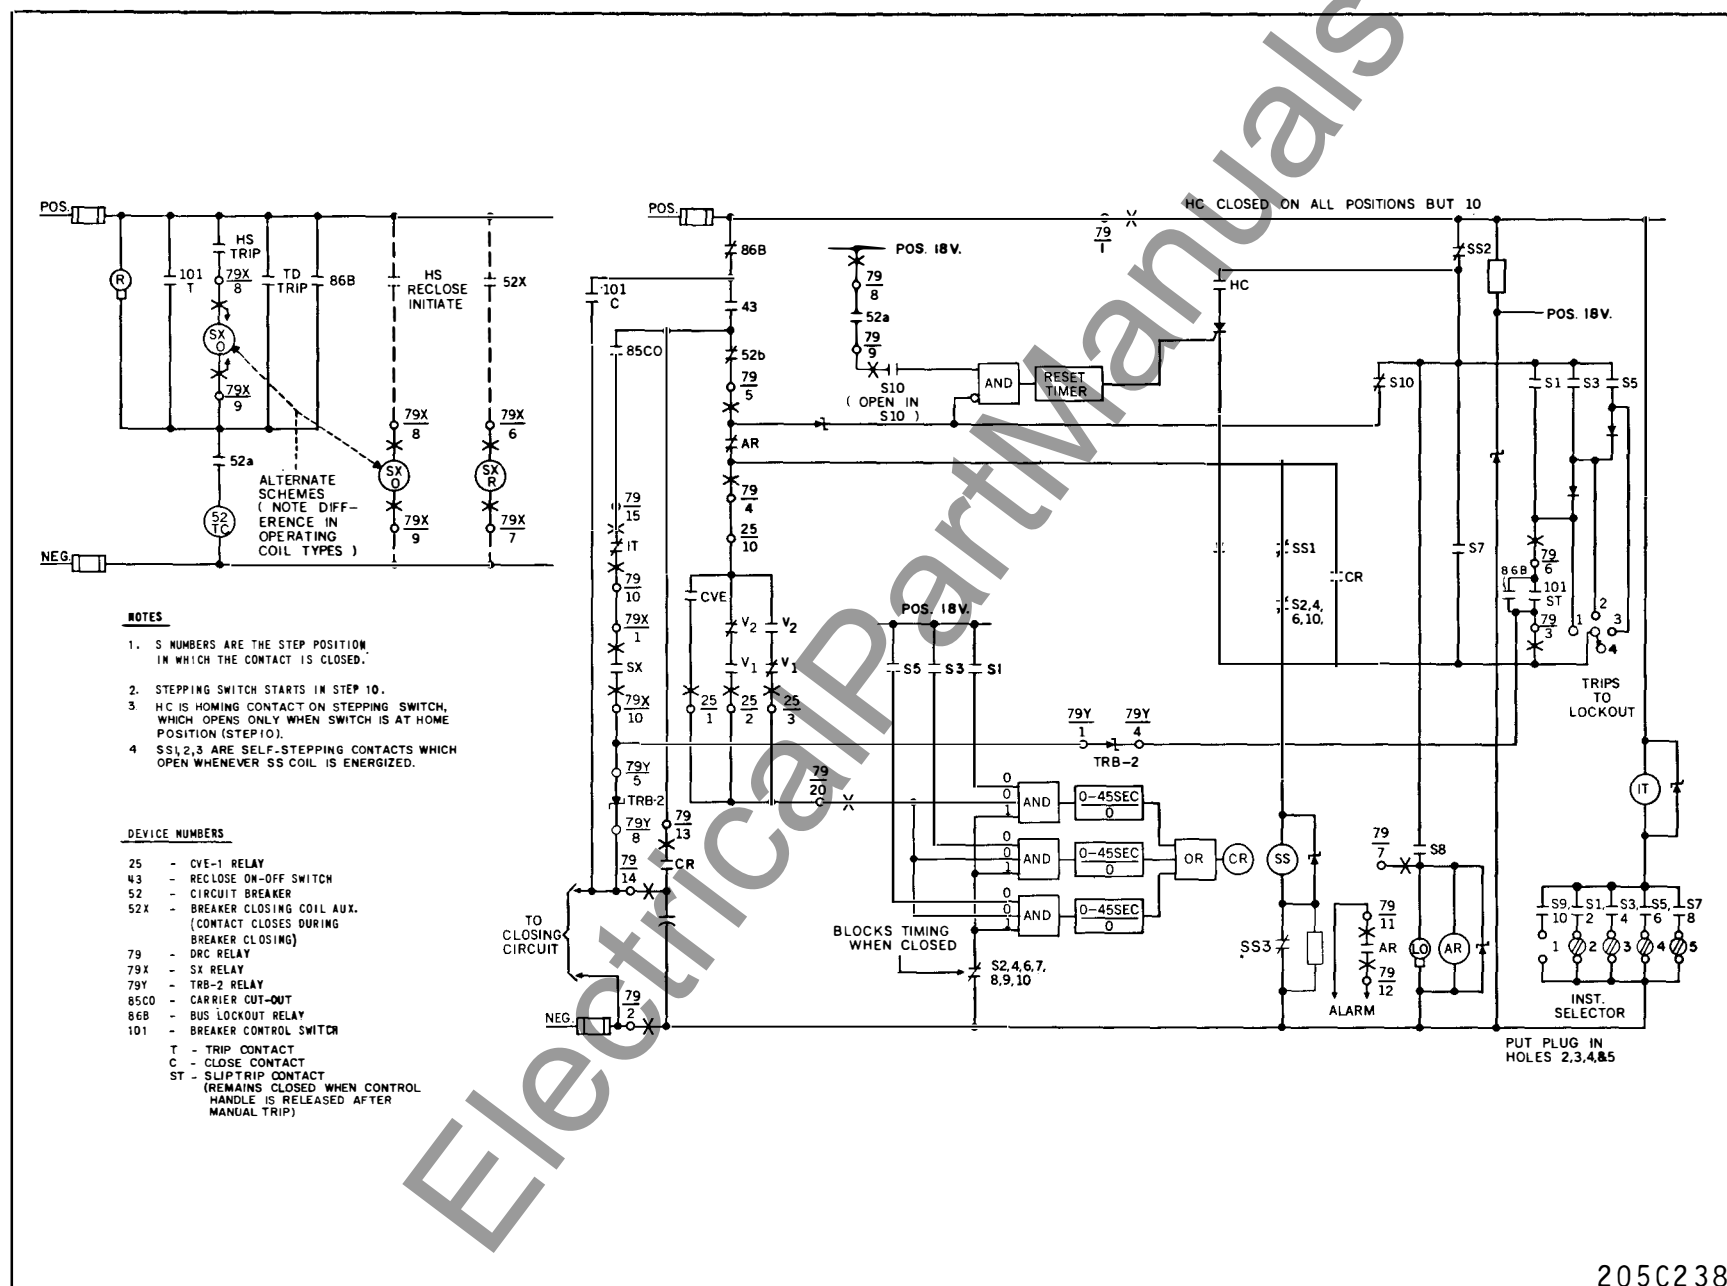 POS.
HS
TRIP
79X
8
R
101
T
TD
TRIP
86B
HS
RECLOSE
INITIATE
52X
SX
O
79X
9
52a
ALTERNATE
SCHEMES
( NOTE DIFF-
ERENCE IN
OPERATING
COIL TYPES )
52
TC
79X
8
SX
O
79X
9
79X
6
SX
R
79X
7
NEG.
POS.
86B
101
C
43
85CO
52b
79
5
AR
79
4
25
10
79
15
IT
79
10
79X
1
SX
79X
10
CVE
V2
V2
V1
V1
25
1
25
2
25
3
79Y
5
TRB-2
79Y
8
79
13
CR
79
14
79
20
TO
CLOSING
CIRCUIT
NEG.
79
2
POS. 18V.
79
8
52a
79
9
S10
( OPEN IN
S10 )
AND
RESET
TIMER
79
1
HC CLOSED ON ALL POSITIONS BUT 10
HC
SS2
POS. 18V.
S10
S1
S3
S5
S7
SS1
S2,4,
6,10,
CR
79
6
86B
101
ST
79
3
1
2
3
4
TRIPS
TO
LOCKOUT
POS. 18V.
S5
S3
S1
79Y
1
79Y
4
TRB-2
0
0
1
AND
0-45SEC
0
0
0
1
AND
0-45SEC
0
0
0
1
AND
0-45SEC
0
OR
CR
SS
BLOCKS TIMING
WHEN CLOSED
S2,4,6,7,
8,9,10
SS3
79
7
S8
79
11
AR
79
12
ALARM
LO
AR
IT
S9,
10
S1,
2
S3,
4
S5,
6
S7
8
1
2
3
4
5
INST.
SELECTOR
PUT PLUG IN
HOLES 2,3,4,&5
NOTES
1. S NUMBERS ARE THE STEP POSITION
IN WHICH THE CONTACT IS CLOSED.
2. STEPPING SWITCH STARTS IN STEP 10.
3. HC IS HOMING CONTACT ON STEPPING SWITCH,
WHICH OPENS ONLY WHEN SWITCH IS AT HOME
POSITION (STEP10).
4 SS1,2,3 ARE SELF-STEPPING CONTACTS WHICH
OPEN WHENEVER SS COIL IS ENERGIZED.
DEVICE NUMBERS
25 - CVE-1 RELAY
43 - RECLOSE ON-OFF SWITCH
52 - CIRCUIT BREAKER
52X - BREAKER CLOSING COIL AUX.
(CONTACT CLOSES DURING
BREAKER CLOSING)
79 - DRC RELAY
79X - SX RELAY
79Y - TRB-2 RELAY
85CO - CARRIER CUT-OUT
86B - BUS LOCKOUT RELAY
101 - BREAKER CONTROL SWITCH
T - TRIP CONTACT
C - CLOSE CONTACT
ST - SLIPTRIP CONTACT
(REMAINS CLOSED WHEN CONTROL
HANDLE IS RELEASED AFTER
MANUAL TRIP)
ElectricalPartManuals
205C238